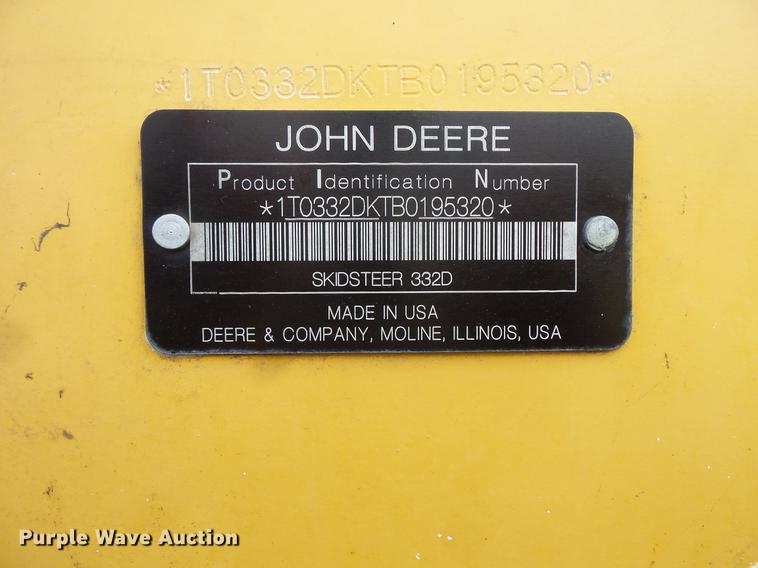 *1T0332DKTB0195320*
JOHN DEERE
Product Identification Number
*1T0332DKTB0195320*
SKIDSTEER 332D
MADE IN USA
DEERE & COMPANY, MOLINE, ILLINOIS, USA
Purple Wave Auction